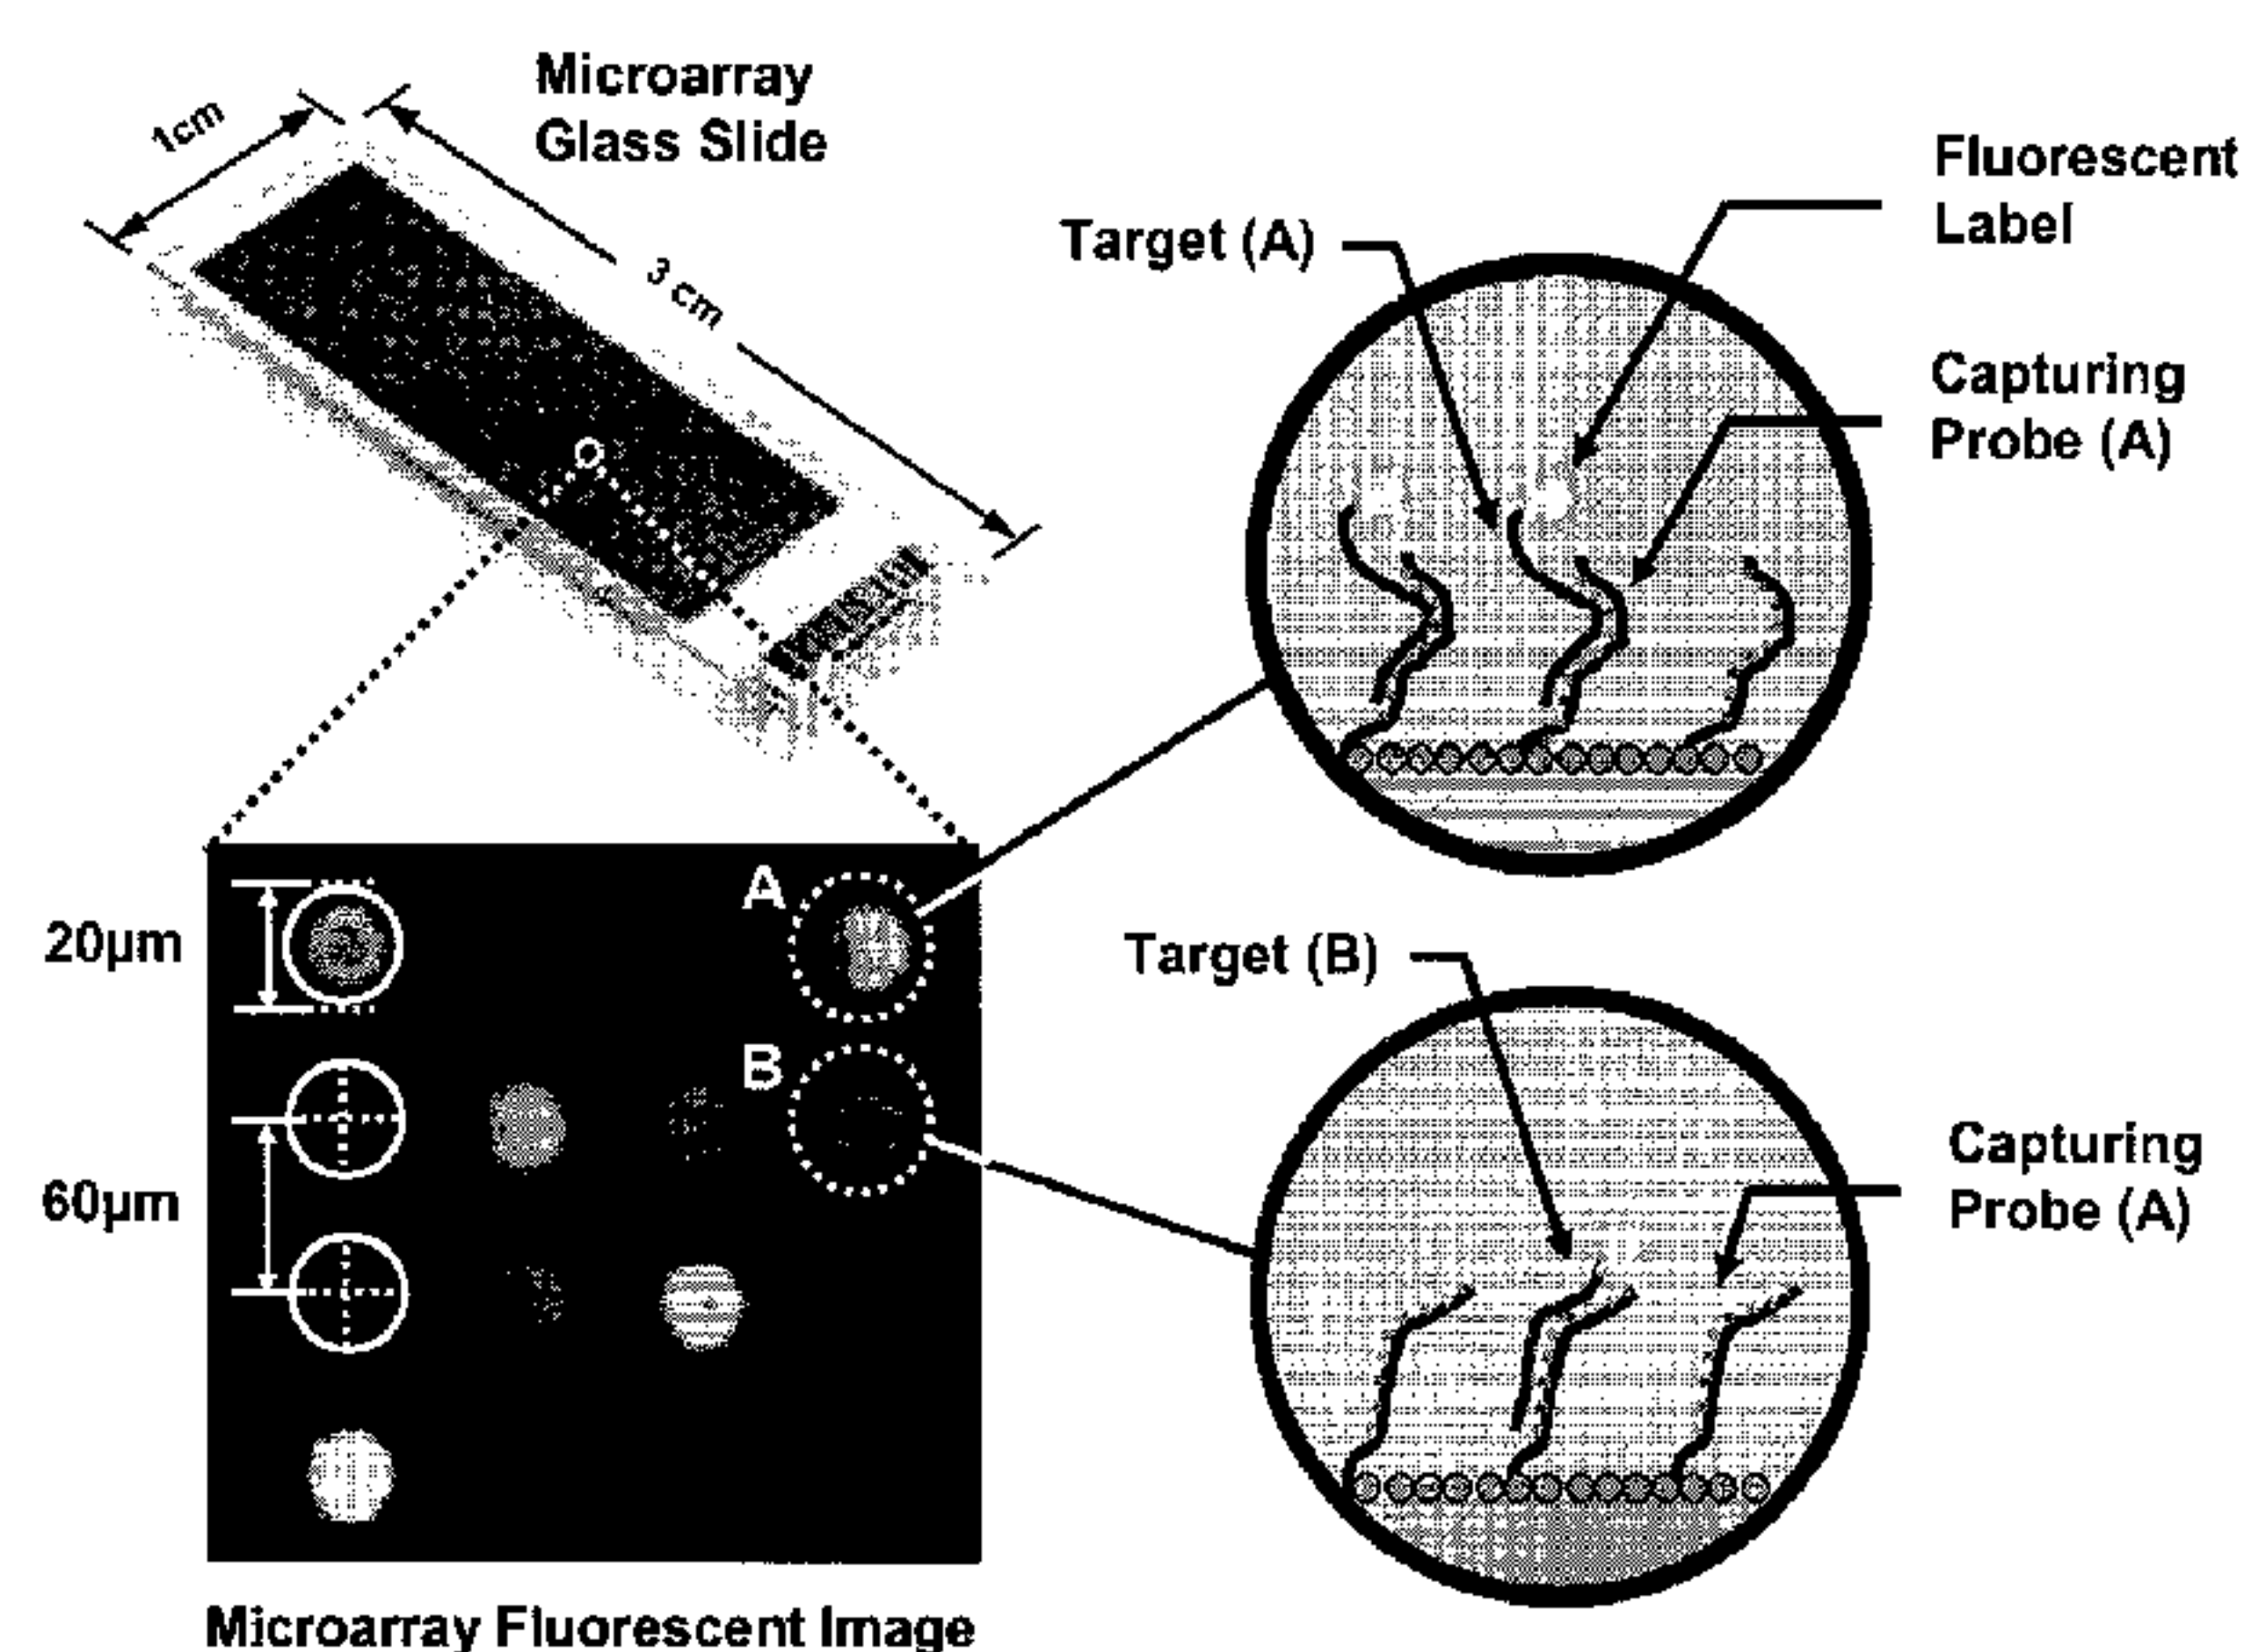 Microarray
Glass Slide
1cm
3 cm
Fluorescent
Label
Target (A)
Capturing
Probe (A)
A
20µm
B
60µm
Target (B)
Capturing
Probe (A)
Microarray Fluorescent Image